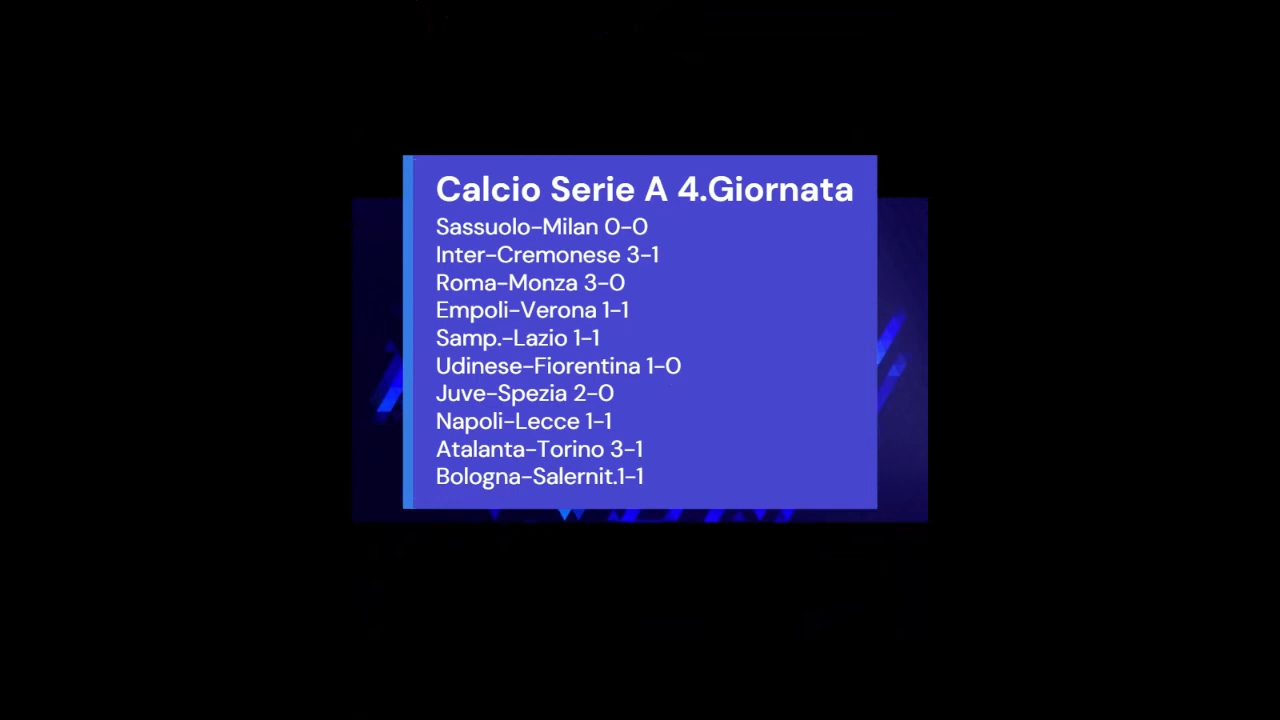 Calcio Serie A 4.Giornata
Sassuolo-Milan 0-0
Inter-Cremonese 3-1
Roma-Monza 3-0
Empoli-Verona 1-1
Samp.-Lazio 1-1
Udinese-Fiorentina 1-0
Juve-Spezia 2-0
Napoli-Lecce 1-1
Atalanta-Torino 3-1
Bologna-Salernit.1-1